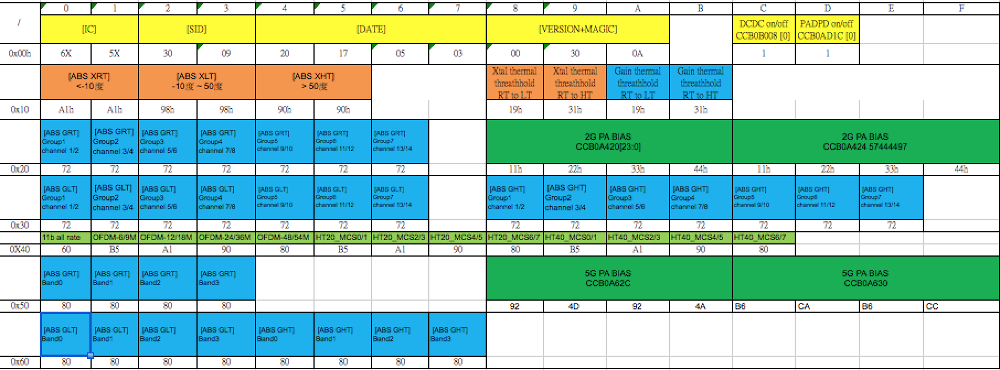 / 0 1 2 3 4 5 6 7 8 9 A B C D E F
[IC] [SID] [DATE] [VERSION+MAGIC] DCDC on/off CCB0B008 [0] PADPD on/off CCB0AD1C [0]
0x00h 6X 5X 30 09 20 17 05 03 00 30 0A 1 1
[ABS XRT] <-10度 [ABS XLT] -10度 ~ 50度 [ABS XHT] > 50度 Xtal thermal threathhold RT to LT Xtal thermal threathhold RT to HT Gain thermal threathhold RT to LT Gain thermal threathhold RT to HT
0x10 A1h A1h 98h 98h 90h 90h 19h 31h 19h 31h
[ABS GRT] Group1 channel 1/2 [ABS GRT] Group2 channel 3/4 [ABS GRT] Group3 channel 5/6 [ABS GRT] Group4 channel 7/8 [ABS GRT] Group5 channel 9/10 [ABS GRT] Group6 channel 11/12 [ABS GRT] Group7 channel 13/14 2G PA BIAS CCB0A420[23:0] 2G PA BIAS CCB0A424 57444497
0x20 72 72 72 72 72 72 72 11h 22h 33h 44h 11h 22h 33h 44h
[ABS GLT] Group1 channel 1/2 [ABS GLT] Group2 channel 3/4 [ABS GLT] Group3 channel 5/6 [ABS GLT] Group4 channel 7/8 [ABS GLT] Group5 channel 9/10 [ABS GLT] Group6 channel 11/12 [ABS GLT] Group7 channel 13/14 [ABS GHT] Group1 channel 1/2 [ABS GHT] Group2 channel 3/4 [ABS GHT] Group3 channel 5/6 [ABS GHT] Group4 channel 7/8 [ABS GHT] Group5 channel 9/10 [ABS GHT] Group6 channel 11/12 [ABS GHT] Group7 channel 13/14
0x30 72 72 72 72 72 72 72 72 72 72 72 72 72 72
11b all rate OFDM-6/9M OFDM-12/18M OFDM-24/36M OFDM-48/54M HT20_MCS0/1 HT20_MCS2/3 HT20_MCS4/5 HT20_MCS6/7 HT40_MCS0/1 HT40_MCS2/3 HT40_MCS4/5 HT40_MCS6/7
0X40 60 B5 A1 90 80 B5 A1 90 80 B5 A1 90 80
[ABS GRT] Band0 [ABS GRT] Band1 [ABS GRT] Band2 [ABS GRT] Band3 5G PA BIAS CCB0A62C 5G PA BIAS CCB0A630
0x50 80 80 80 80 92 4D 92 4A B6 CA B6 CC
[ABS GLT] Band0 [ABS GLT] Band1 [ABS GLT] Band2 [ABS GLT] Band3 [ABS GHT] Band0 [ABS GHT] Band1 [ABS GHT] Band2 [ABS GHT] Band3
0x60 80 80 80 80 80 80 80 80